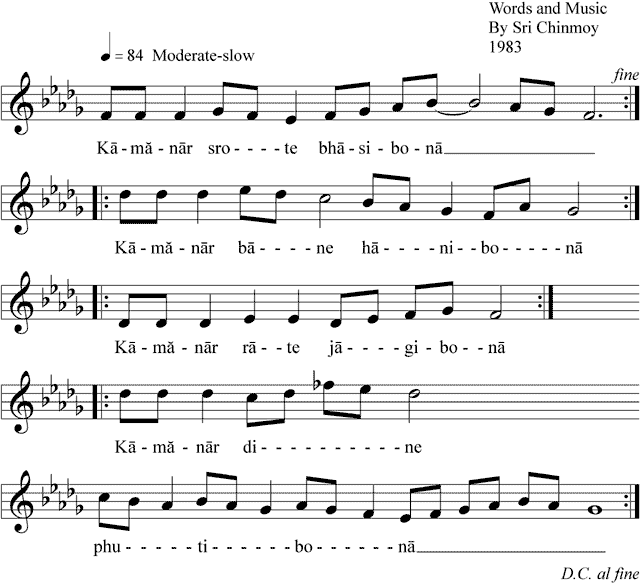 Words and Music
By Sri Chinmoy
1983
= 84 Moderate-slow
fine
Kā-mă-nār sro----te bhā-si-bo-nā
Kā-mă-nār bā----ne hā---ni-bo---nā
Kā-mă-nār rā--te jā---gi-bo-nā
Kā-mă-nār di----------ne
phu------ti-------bo------nā
D.C. al fine